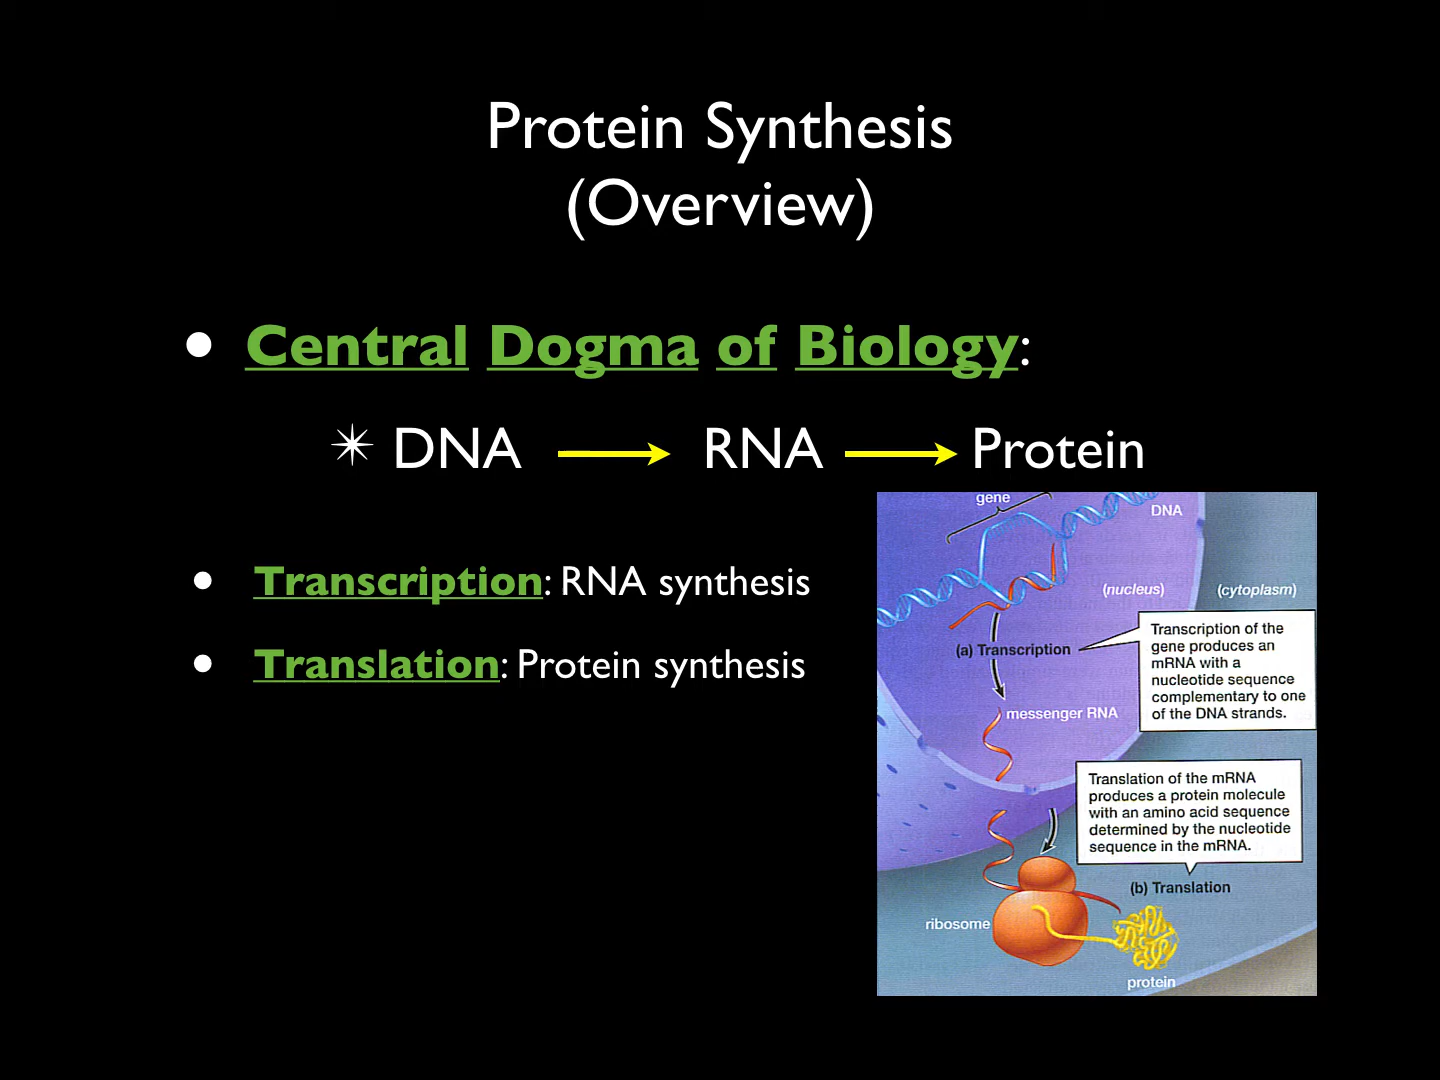 Protein Synthesis
(Overview)
• Central Dogma of Biology:
✴ DNA → RNA → Protein
• Transcription: RNA synthesis
• Translation: Protein synthesis
gene
DNA
(nucleus)
(cytoplasm)
(a) Transcription
Transcription of the
gene produces an
mRNA with a
nucleotide sequence
complementary to one
of the DNA strands.
messenger RNA
Translation of the mRNA
produces a protein molecule
with an amino acid sequence
determined by the nucleotide
sequence in the mRNA.
(b) Translation
ribosome
protein